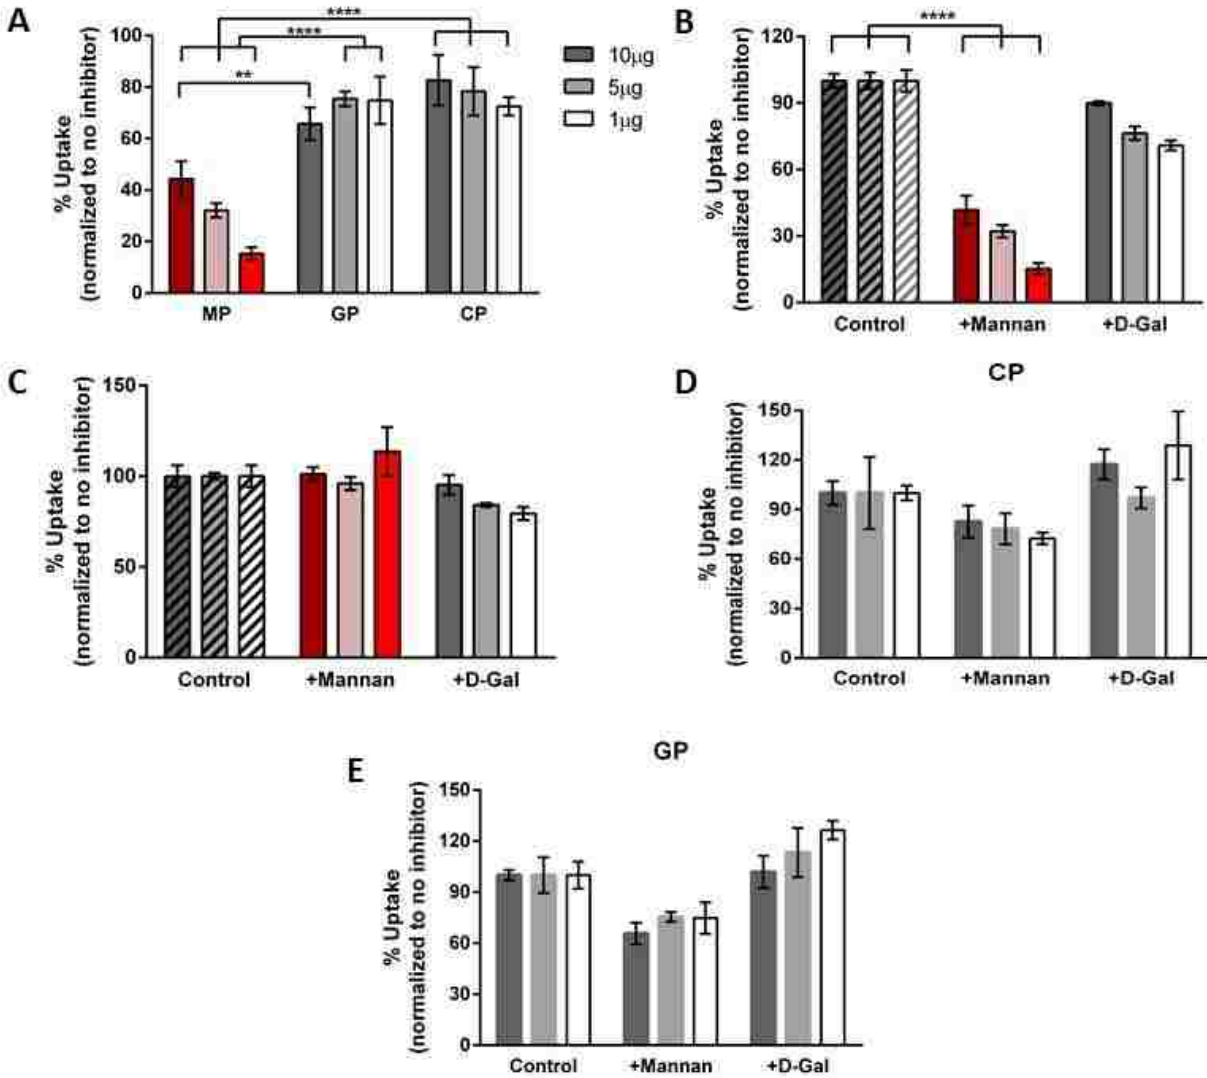 A
% Uptake
(normalized to no inhibitor)
100
80
60
40
20
0
****
****
**
MP GP CP
10μg
5μg
1μg
B
% Uptake
(normalized to no inhibitor)
120
90
60
30
0
****
Control +Mannan +D-Gal
C
% Uptake
(normalized to no inhibitor)
150
100
50
0
Control +Mannan +D-Gal
D
CP
% Uptake
(normalized to no inhibitor)
150
120
90
60
30
0
Control +Mannan +D-Gal
E
GP
% Uptake
(normalized to no inhibitor)
150
120
90
60
30
0
Control +Mannan +D-Gal